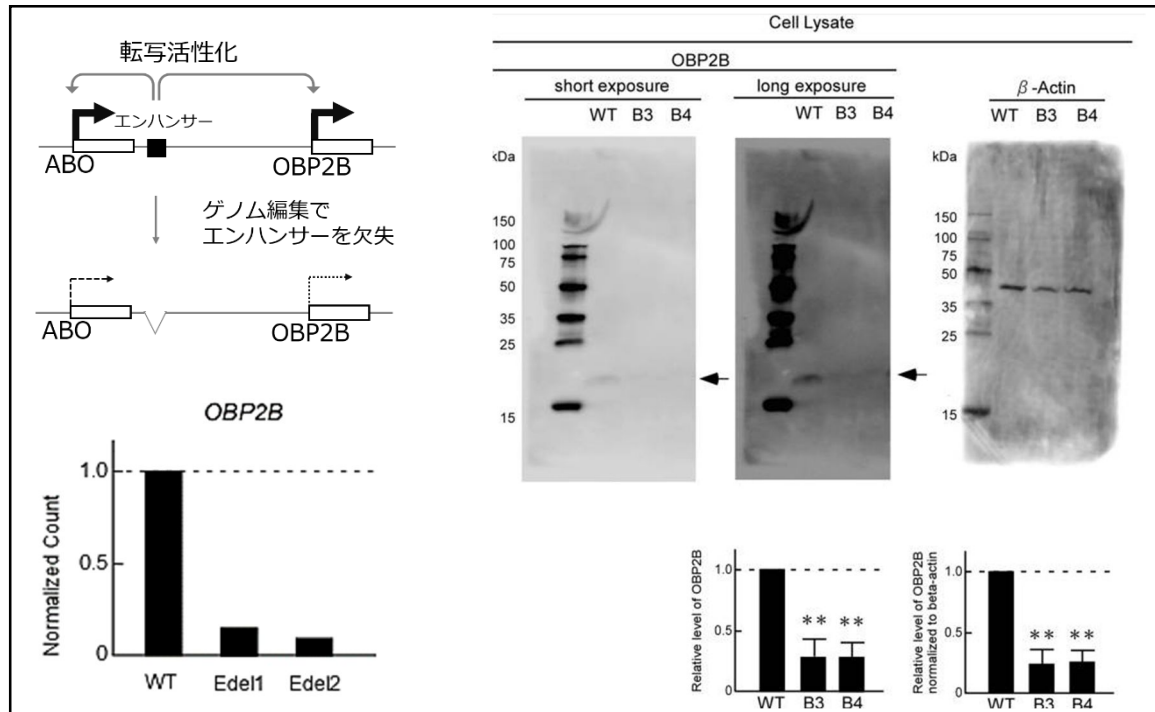 転写活性化
エンハンサー
ABO
OBP2B
ゲノム編集で
エンハンサーを欠失
ABO
OBP2B
OBP2B
Normalized Count
1.0
0.5
0
WT Edel1 Edel2
Cell Lysate
OBP2B
short exposure
long exposure
β-Actin
WT B3 B4
WT B3 B4
WT B3 B4
kDa
150
100
75
50
35
25
15
kDa
150
100
75
50
35
25
15
Relative level of OBP2B
1.0
0.5
0
** **
WT B3 B4
Relative level of OBP2B
normalized to beta-actin
1.0
0.5
0
** **
WT B3 B4